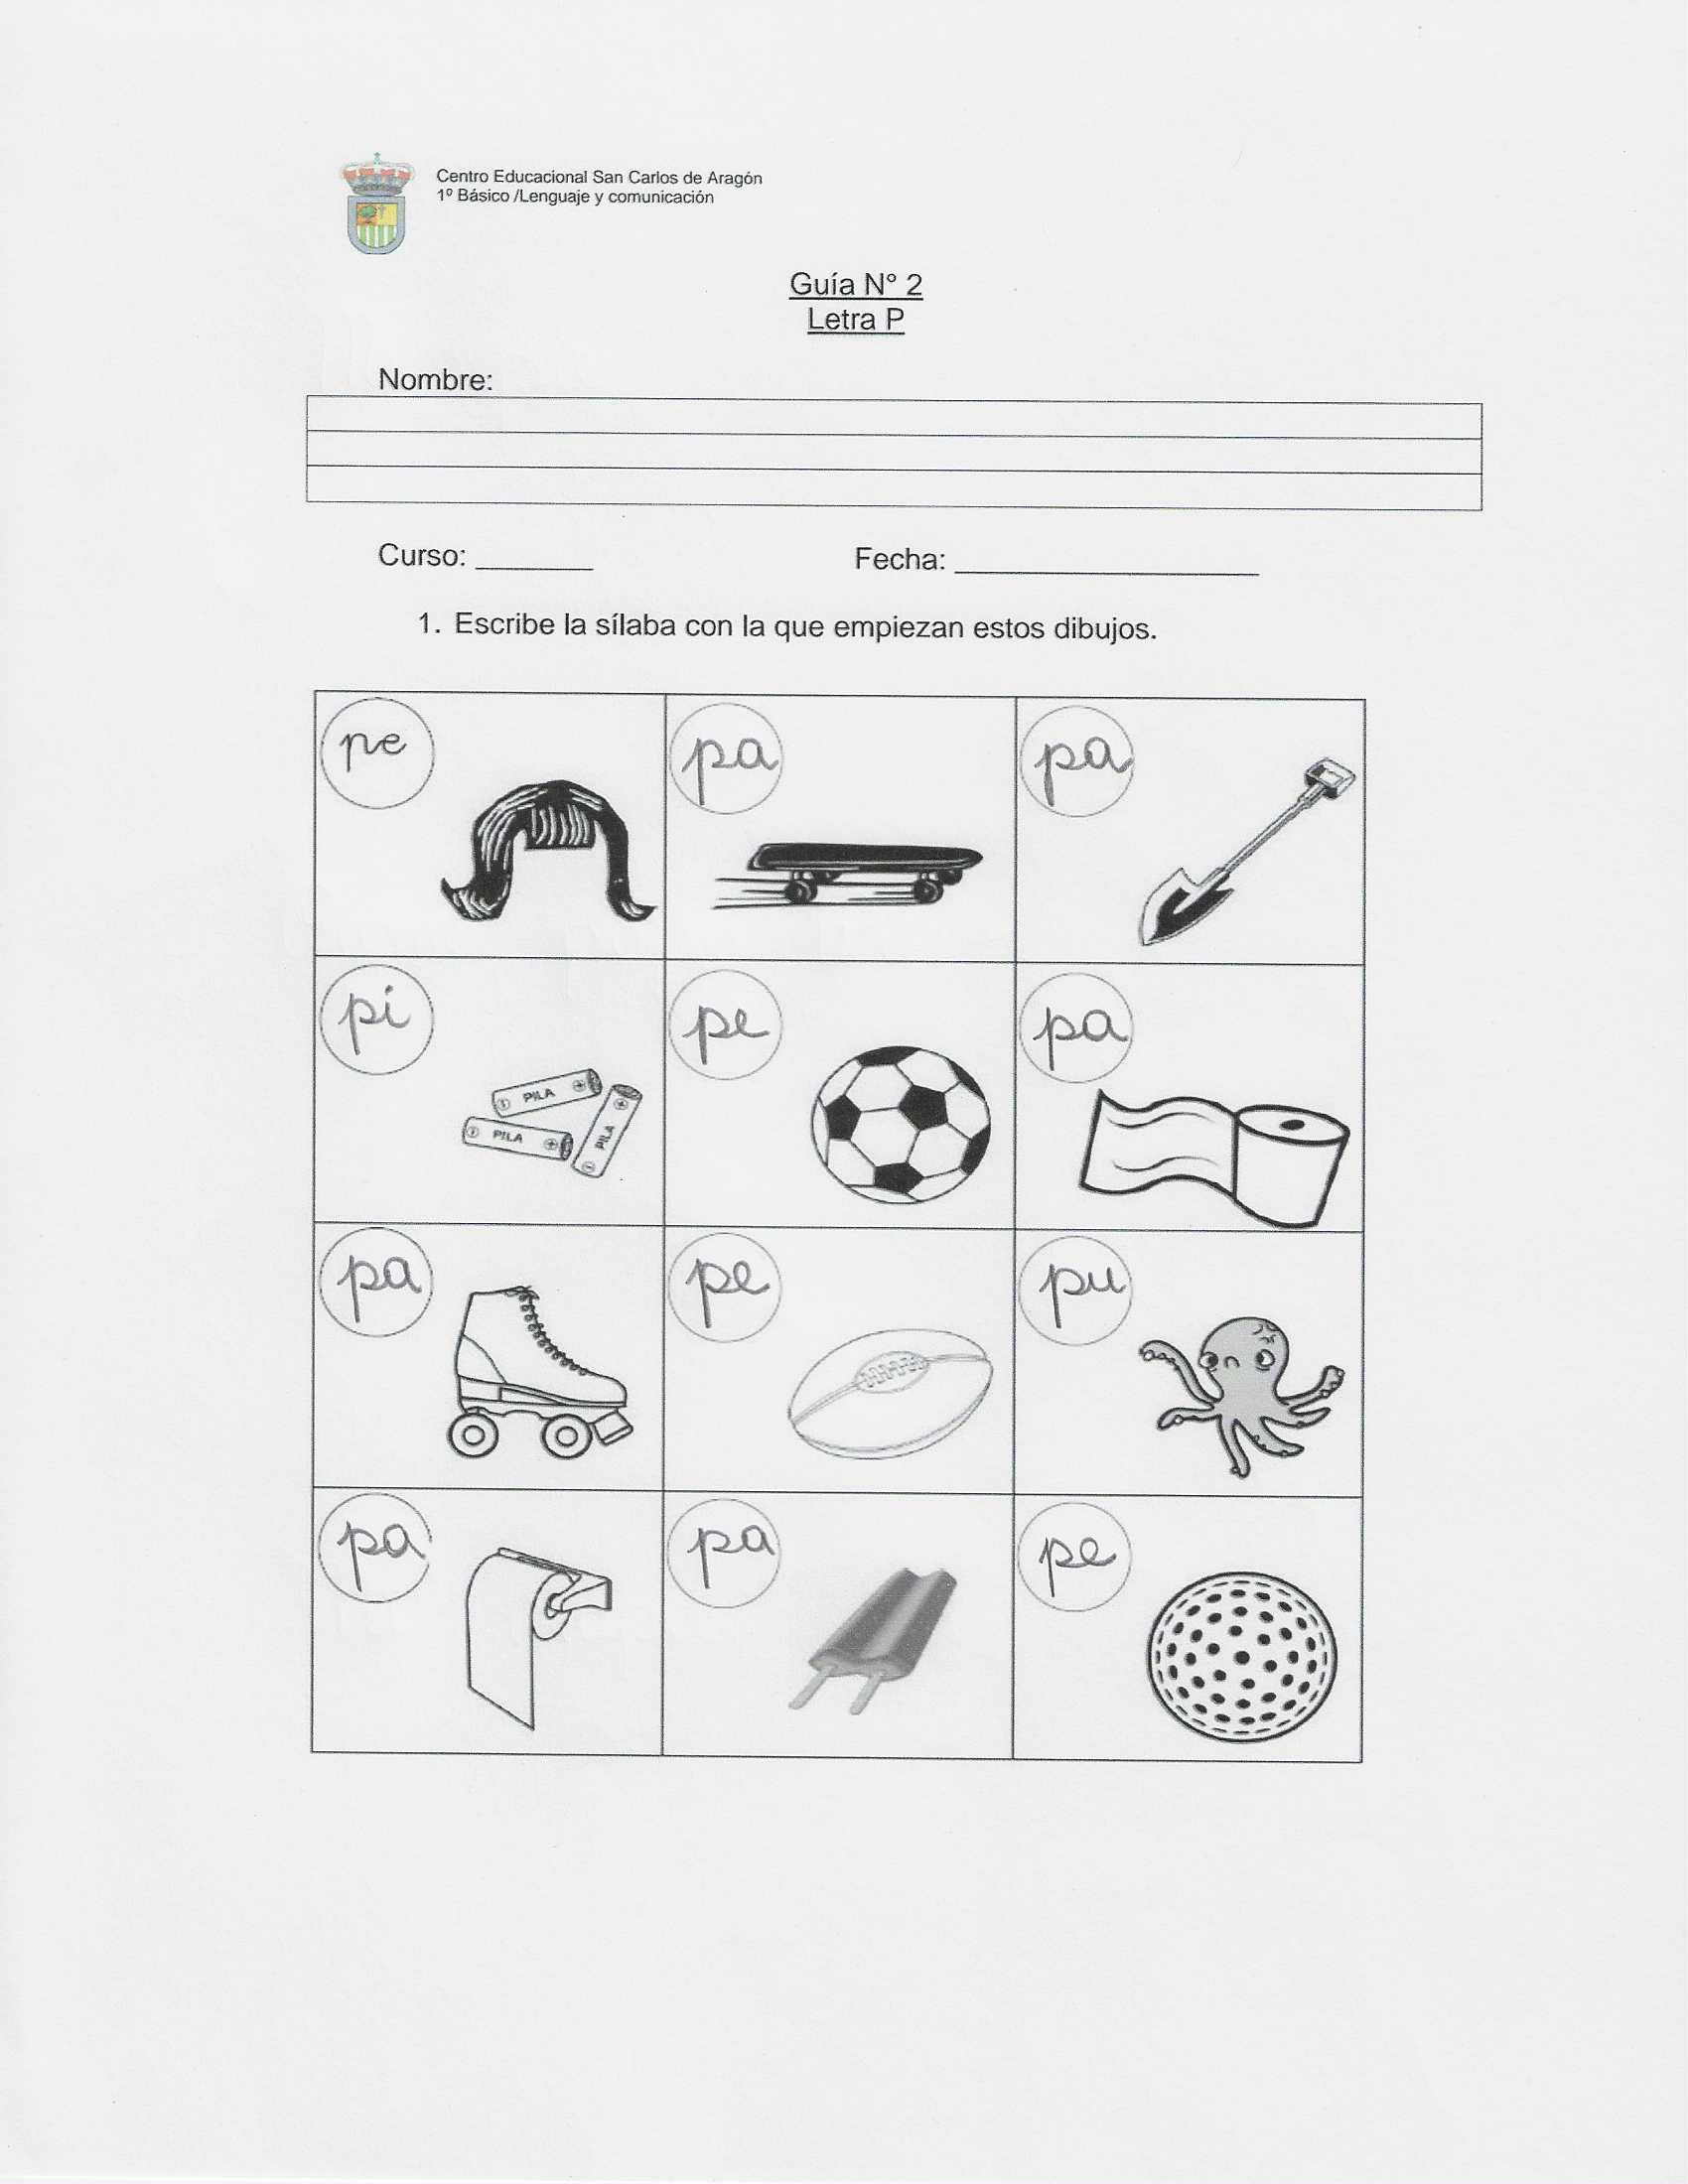 Centro Educacional San Carlos de Aragón
1º Básico /Lenguaje y comunicación
Guía N° 2
Letra P
Nombre:
Curso: ________ Fecha: ________________
1. Escribe la sílaba con la que empiezan estos dibujos.
pe pa pa
pi pe pa
PILA
PILA
PILA
pa pe pu
pa pa pe